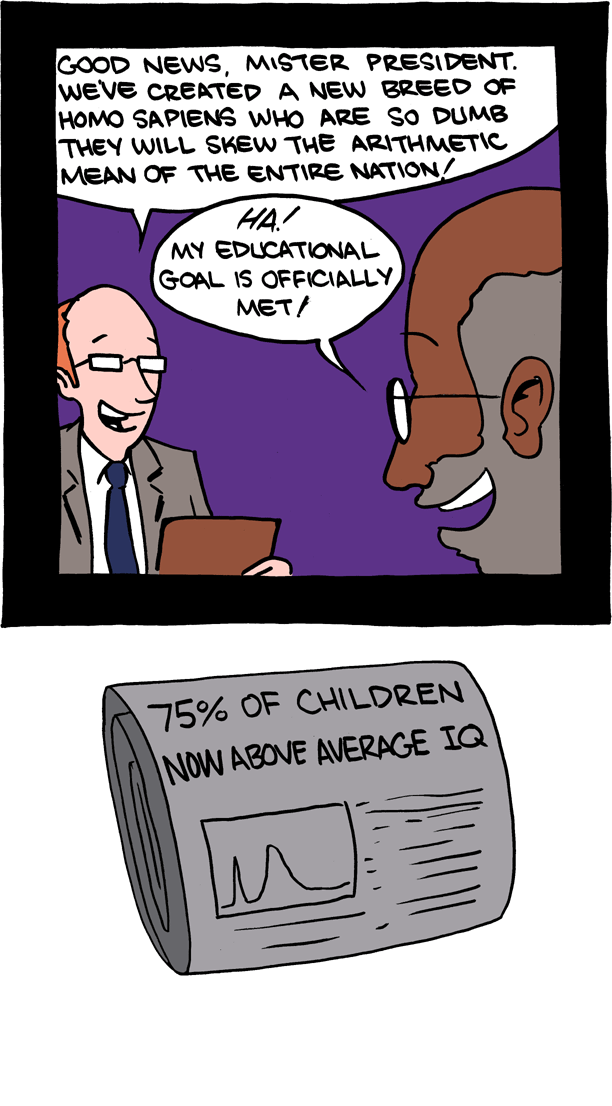 GOOD NEWS, MISTER PRESIDENT.
WE'VE CREATED A NEW BREED OF
HOMO SAPIENS WHO ARE SO DUMB
THEY WILL SKEW THE ARITHMETIC
MEAN OF THE ENTIRE NATION!
HA!
MY EDUCATIONAL
GOAL IS OFFICIALLY
MET!
75% OF CHILDREN
NOW ABOVE AVERAGE IQ